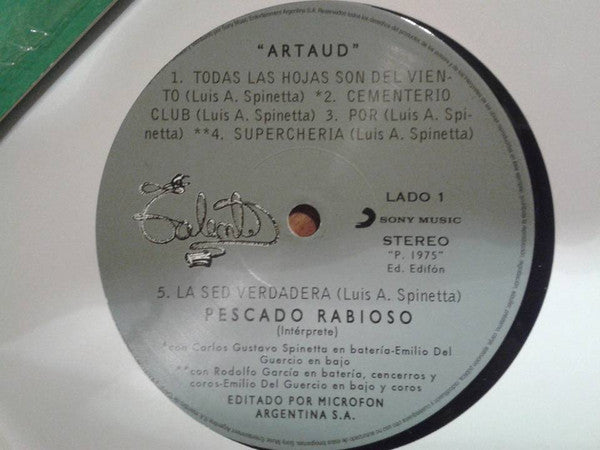 "ARTAUD"
1. TODAS LAS HOJAS SON DEL VIEN-
TO (Luis A. Spinetta) *2. CEMENTERIO
CLUB (Luis A. Spinetta) 3. POR (Luis A. Spi-
netta) **4. SUPERCHERIA (Luis A. Spinetta)
Talent
LADO 1
SONY MUSIC
STEREO
"P. 1975"
Ed. Edifón
5. LA SED VERDADERA (Luis A. Spinetta)
PESCADO RABIOSO
(Intérprete)
*con Carlos Gustavo Spinetta en batería-Emilio Del
Guercio en bajo
**con Rodolfo García en batería, cencerros y
coros-Emilio Del Guercio en bajo y coros
EDITADO POR MICROFON
ARGENTINA S.A.